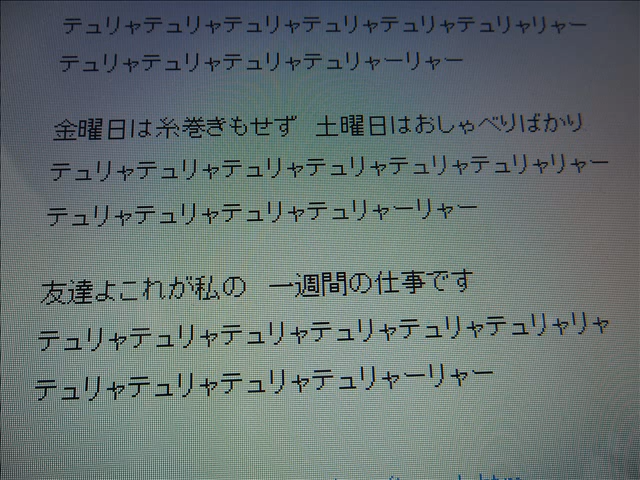 テュリャテュリャテュリャテュリャテュリャテュリャリャー
テュリャテュリャテュリャテュリャーリャー
金曜日は糸巻きもせず　土曜日はおしゃべりばかり
テュリャテュリャテュリャテュリャテュリャテュリャリャー
テュリャテュリャテュリャテュリャーリャー
友達よこれが私の　一週間の仕事です
テュリャテュリャテュリャテュリャテュリャテュリャリャ
テュリャテュリャテュリャテュリャーリャー